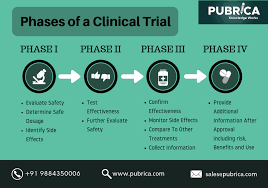 Phases of a Clinical Trial
PUBRICA
Knowledge Works
PHASE I
PHASE II
PHASE III
PHASE IV
• Evaluate Safety
• Determine Safe
Dosage
• Identify Side
Effects
• Test
Effectiveness
• Further Evaluate
Safety
• Confirm
Effectiveness
• Monitor Side Effects
• Compare To Other
Treatments
• Collect Information
• Provide
Additional
Information After
Approval
including risk,
Benefits and Use
+91 9884350006
www.pubrica.com
sales@pubrica.com